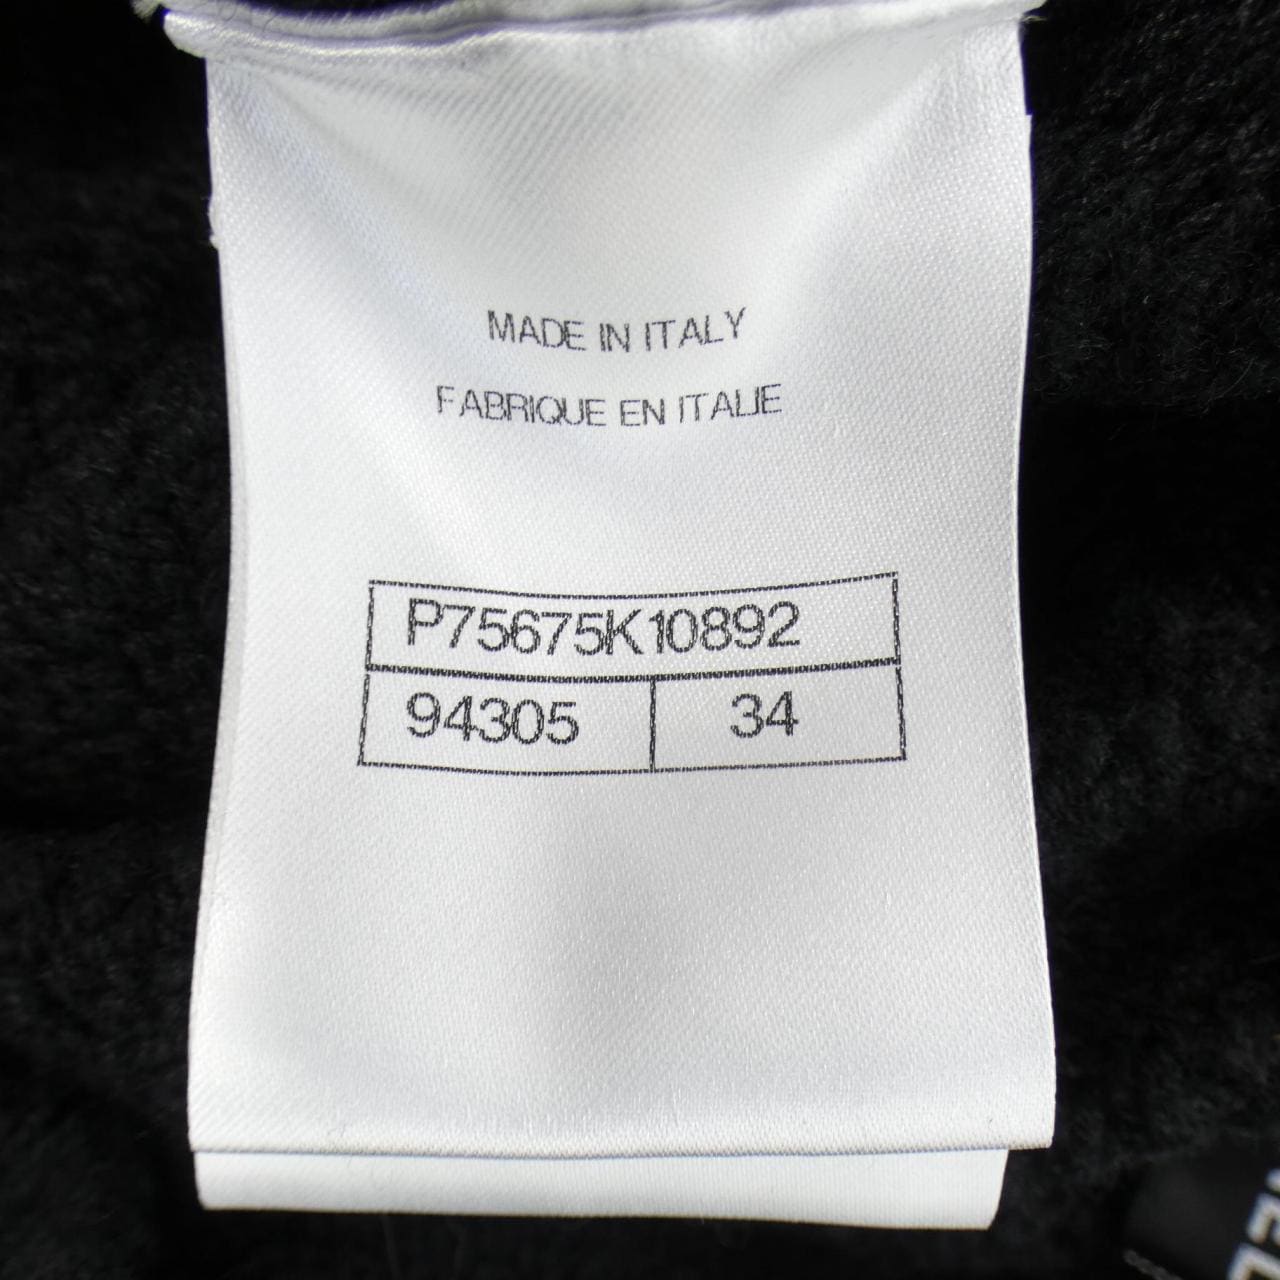 MADE IN ITALY
FABRIQUE EN ITALIE
P75675K10892
94305 34